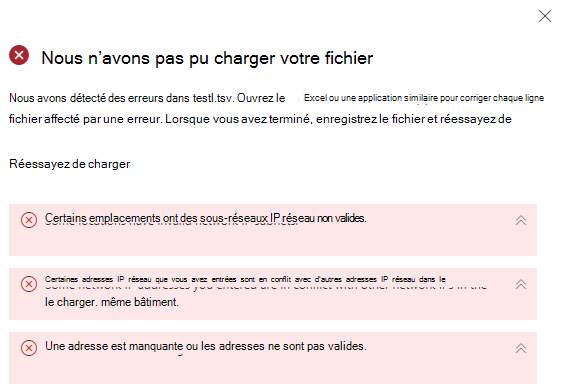 Nous n’avons pas pu charger votre fichier
Nous avons détecté des erreurs dans testl.tsv. Ouvrez le Excel ou une application similaire pour corriger chaque ligne
fichier affecté par une erreur. Lorsque vous avez terminé, enregistrez le fichier et réessayez de
Réessayez de charger
Certains emplacements ont des sous-réseaux IP réseau non valides.
Certaines adresses IP réseau que vous avez entrées sont en conflit avec d'autres adresses IP réseau dans le
le charger. même bâtiment.
Une adresse est manquante ou les adresses ne sont pas valides.